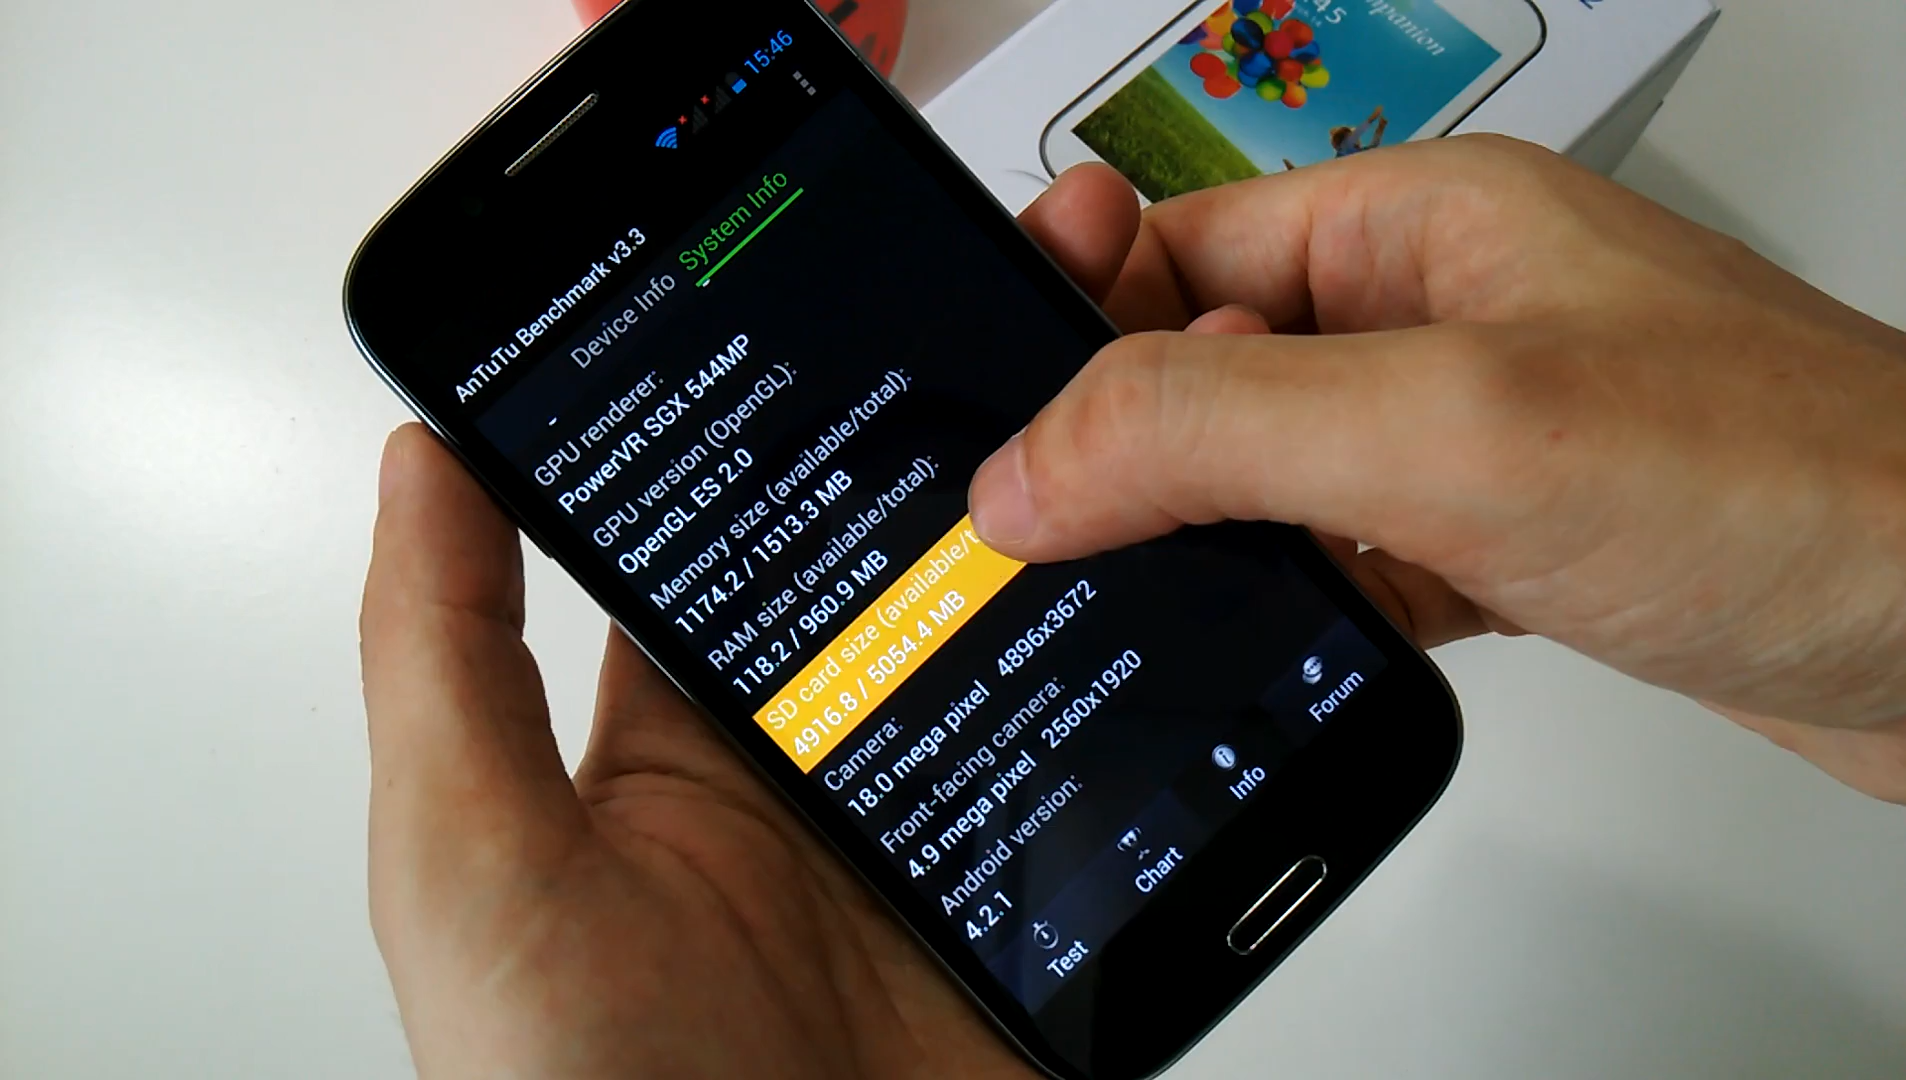 15:46
AnTuTu Benchmark v3.3
Device Info
System Info
GPU renderer:
PowerVR SGX 544MP
GPU version (OpenGL):
OpenGL ES 2.0
Memory size (available/total):
1174.2 / 1513.3 MB
RAM size (available/total):
118.2 / 960.9 MB
SD card size (available/t
4916.8 / 5054.4 MB
Camera:
18.0 mega pixel 4896x3672
Front-facing camera:
4.9 mega pixel 2560x1920
Android version:
4.2.1
Test
Chart
Info
Forum
45
mpanion